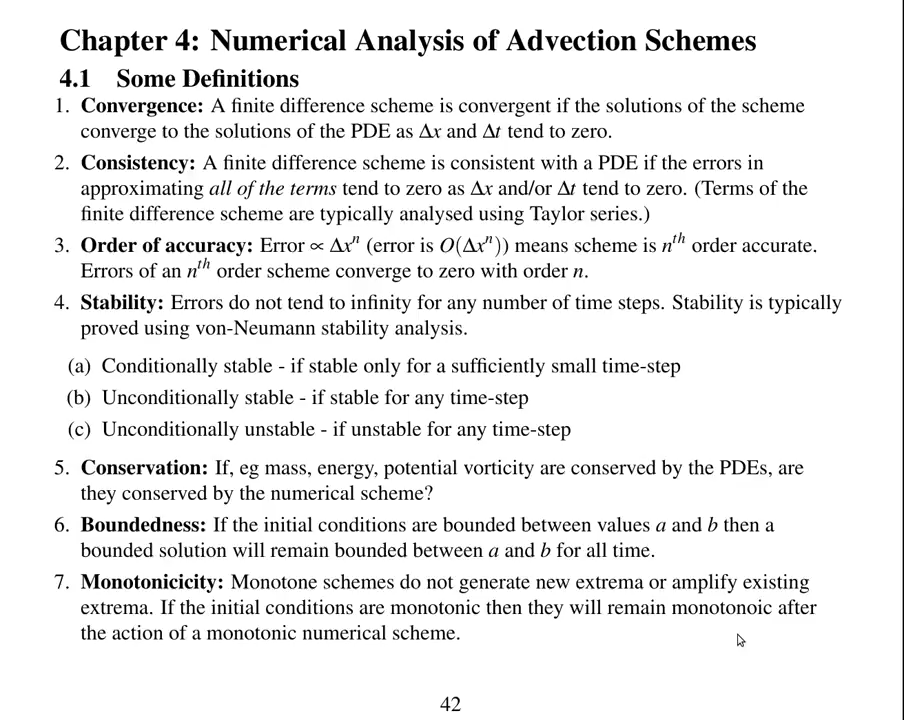 Chapter 4: Numerical Analysis of Advection Schemes
4.1 Some Definitions
1. Convergence: A finite difference scheme is convergent if the solutions of the scheme
converge to the solutions of the PDE as Δx and Δt tend to zero.
2. Consistency: A finite difference scheme is consistent with a PDE if the errors in
approximating all of the terms tend to zero as Δx and/or Δt tend to zero. (Terms of the
finite difference scheme are typically analysed using Taylor series.)
3. Order of accuracy: Error ∝ Δxⁿ (error is O(Δxⁿ)) means scheme is nᵗʰ order accurate.
Errors of an nᵗʰ order scheme converge to zero with order n.
4. Stability: Errors do not tend to infinity for any number of time steps. Stability is typically
proved using von-Neumann stability analysis.
(a) Conditionally stable - if stable only for a sufficiently small time-step
(b) Unconditionally stable - if stable for any time-step
(c) Unconditionally unstable - if unstable for any time-step
5. Conservation: If, eg mass, energy, potential vorticity are conserved by the PDEs, are
they conserved by the numerical scheme?
6. Boundedness: If the initial conditions are bounded between values a and b then a
bounded solution will remain bounded between a and b for all time.
7. Monotonicicity: Monotone schemes do not generate new extrema or amplify existing
extrema. If the initial conditions are monotonic then they will remain monotonoic after
the action of a monotonic numerical scheme.
42